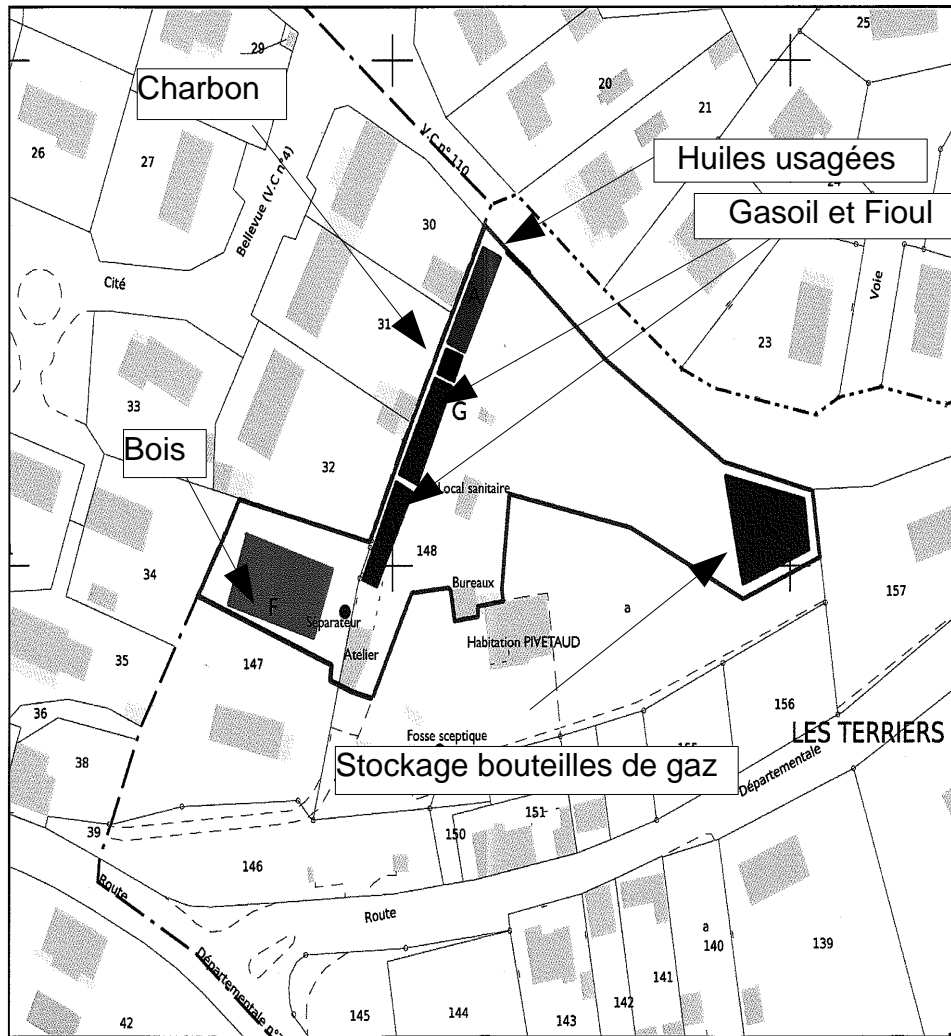 29
25
Charbon
20
21
26
27
V.C n° 110
Huiles usagées
24
Bellevue (V.C n°4)
30
Gasoil et Fioul
Cité
Voie
A
31
23
33
G
Bois
32
Local sanitaire
148
34
Bureaux
157
F
a
Séparateur
Habitation PIVETAUD
Atelier
147
35
156
36
LES TERRIERS
Fosse sceptique
155
38
Stockage bouteilles de gaz
Départementale
151
39
150
146
Route
Route
a
140
139
Départementale
141
142
145
144
143
42